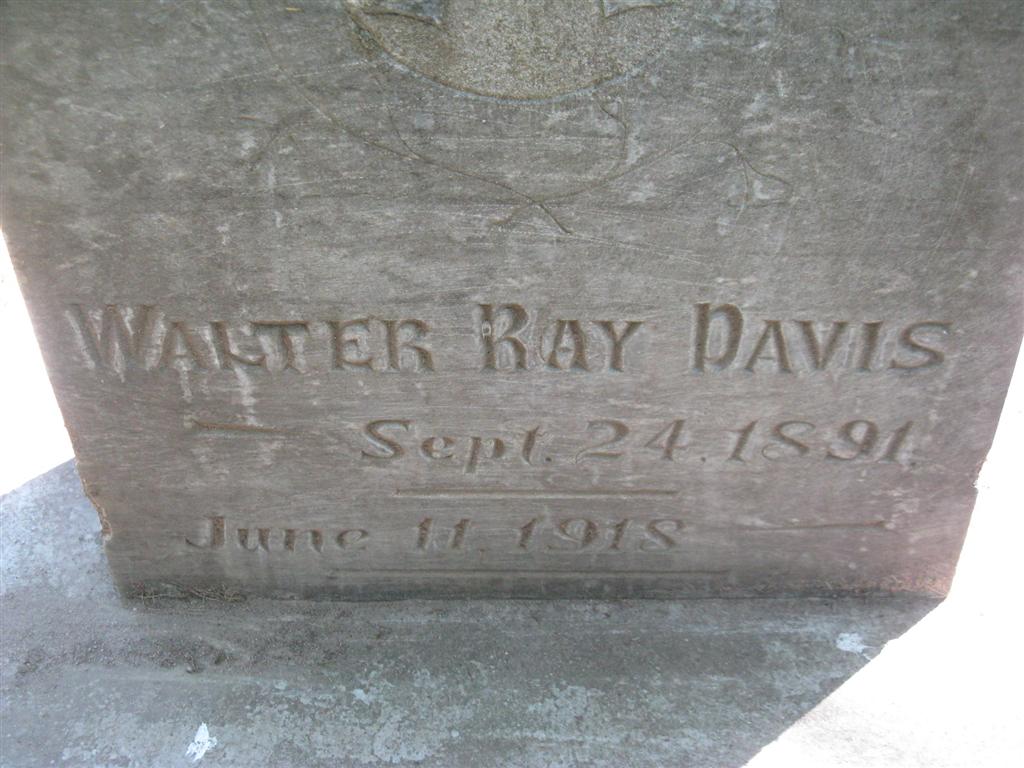 WALTER RAY DAVIS
— Sept. 24. 1891.
June 11. 1918 —